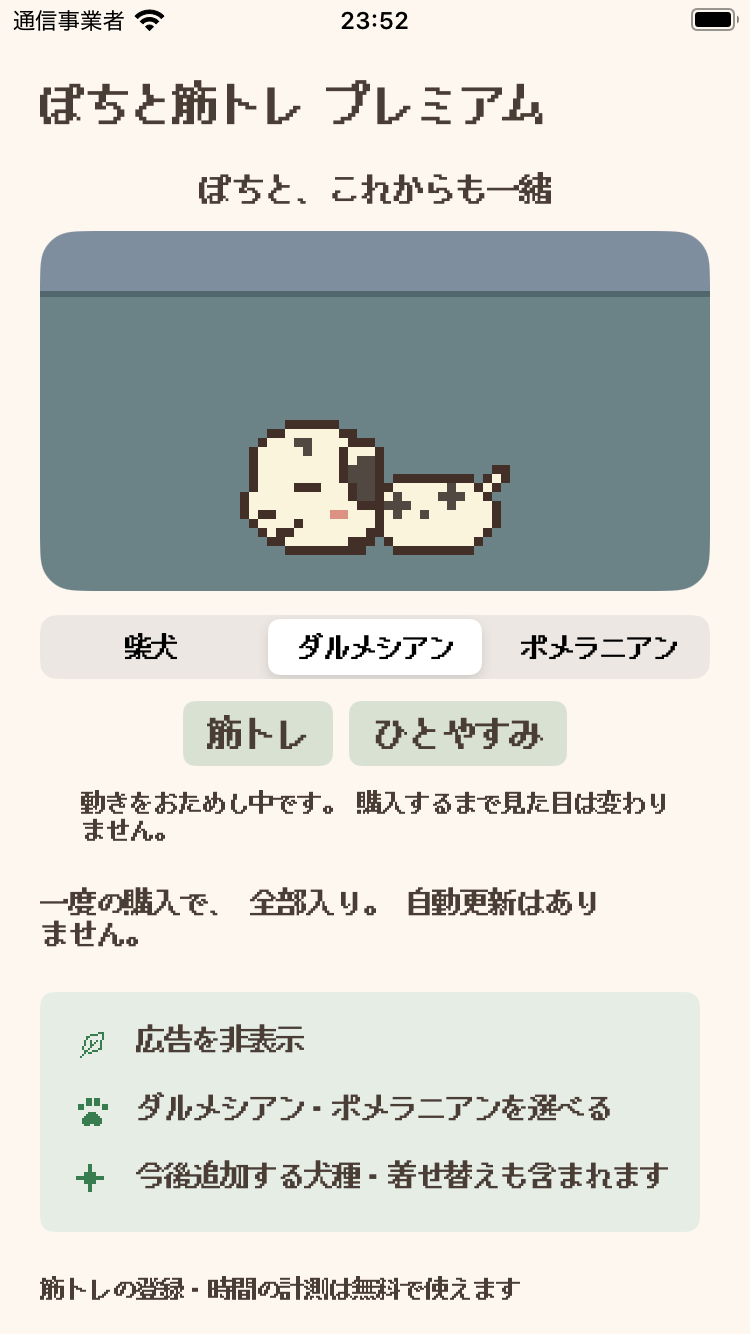 通信事業者 23:52
ぽちと筋トレ プレミアム
ぽちと、これからも一緒
柴犬 ダルメシアン ポメラニアン
筋トレ ひとやすみ
動きをおためし中です。 購入するまで見た目は変わり
ません。
一度の購入で、 全部入り。 自動更新はあり
ません。
広告を非表示
ダルメシアン・ポメラニアンを選べる
今後追加する犬種・着せ替えも含まれます
筋トレの登録・時間の計測は無料で使えます